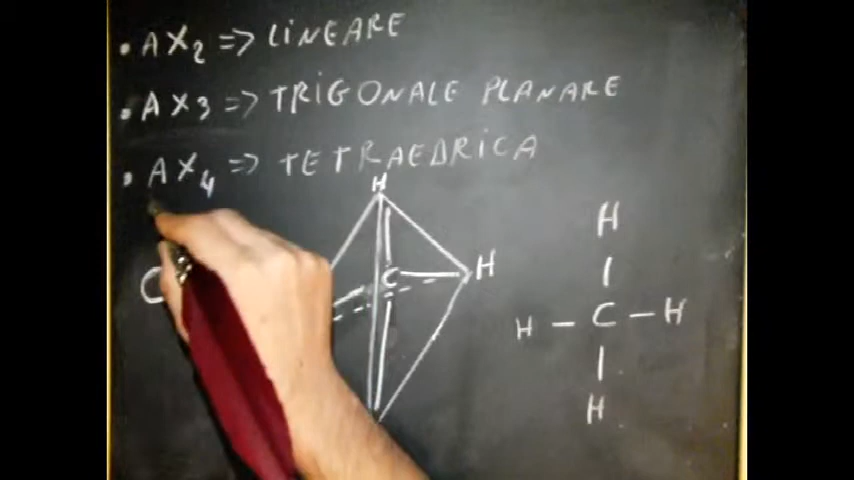 • AX2 => LINEARE
• AX3 => TRIGONALE PLANARE
• AX4 => TETRAEDRICA
H
C H
C
H
H – C – H
H